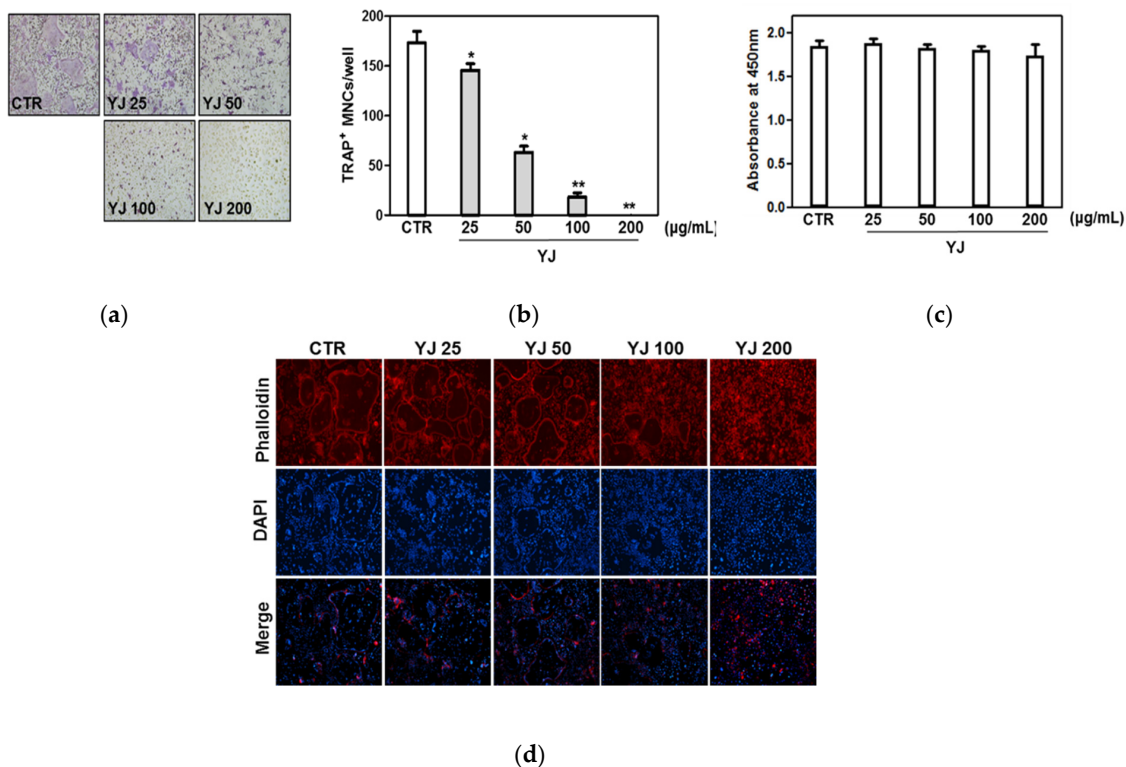 CTR
YJ 25
YJ 50
YJ 100
YJ 200
(a)
TRAP⁺ MNCs/well
200
150
100
50
0
*
*
**
**
CTR 25 50 100 200 (µg/mL)
YJ
(b)
Absorbance at 450nm
2.0
1.5
1.0
0.5
0.0
CTR 25 50 100 200 (µg/mL)
YJ
(c)
CTR YJ 25 YJ 50 YJ 100 YJ 200
Phalloidin
DAPI
Merge
(d)